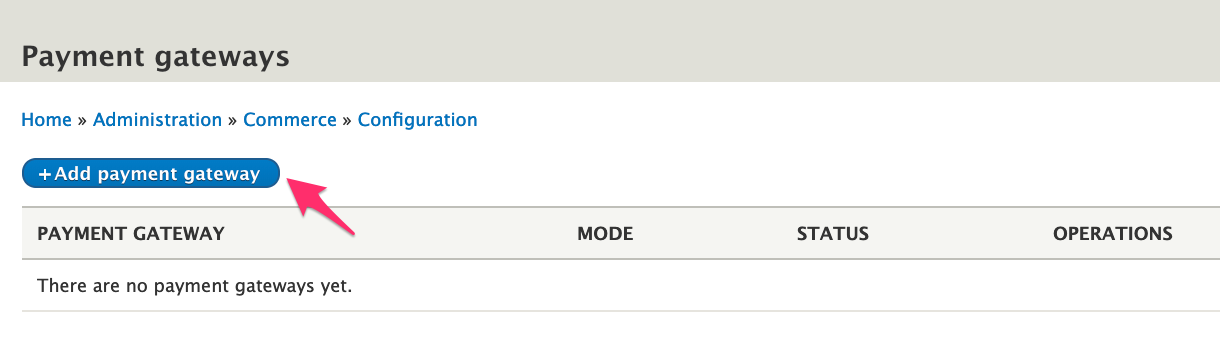 Payment gateways
Home » Administration » Commerce » Configuration
+Add payment gateway
PAYMENT GATEWAY MODE STATUS OPERATIONS
There are no payment gateways yet.